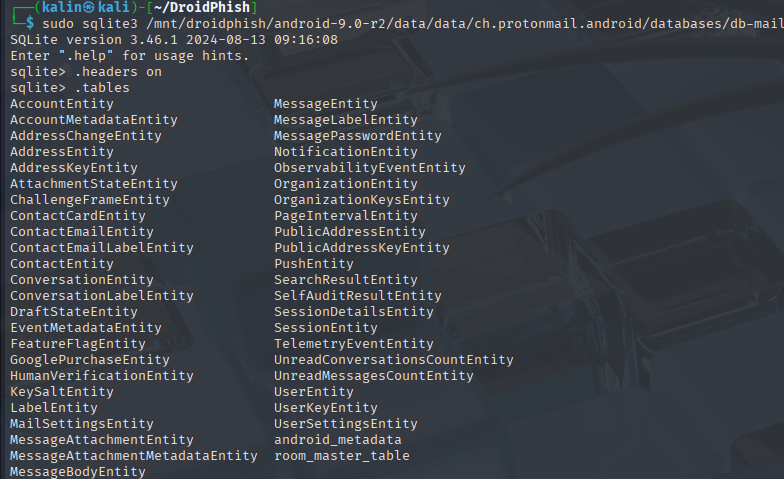 ┌──(kalin㉿kali)-[~/DroidPhish]
└─$ sudo sqlite3 /mnt/droidphish/android-9.0-r2/data/data/ch.protonmail.android/databases/db-mail
SQLite version 3.46.1 2024-08-13 09:16:08
Enter ".help" for usage hints.
sqlite> .headers on
sqlite> .tables
AccountEntity                  MessageEntity
AccountMetadataEntity          MessageLabelEntity
AddressChangeEntity            MessagePasswordEntity
AddressEntity                  NotificationEntity
AddressKeyEntity               ObservabilityEventEntity
AttachmentStateEntity          OrganizationEntity
ChallengeFrameEntity           OrganizationKeysEntity
ContactCardEntity              PageIntervalEntity
ContactEmailEntity             PublicAddressEntity
ContactEmailLabelEntity        PublicAddressKeyEntity
ContactEntity                  PushEntity
ConversationEntity             SearchResultEntity
ConversationLabelEntity        SelfAuditResultEntity
DraftStateEntity               SessionDetailsEntity
EventMetadataEntity            SessionEntity
FeatureFlagEntity              TelemetryEventEntity
GooglePurchaseEntity           UnreadConversationsCountEntity
HumanVerificationEntity        UnreadMessagesCountEntity
KeySaltEntity                  UserEntity
LabelEntity                    UserKeyEntity
MailSettingsEntity             UserSettingsEntity
MessageAttachmentEntity        android_metadata
MessageAttachmentMetadataEntity  room_master_table
MessageBodyEntity